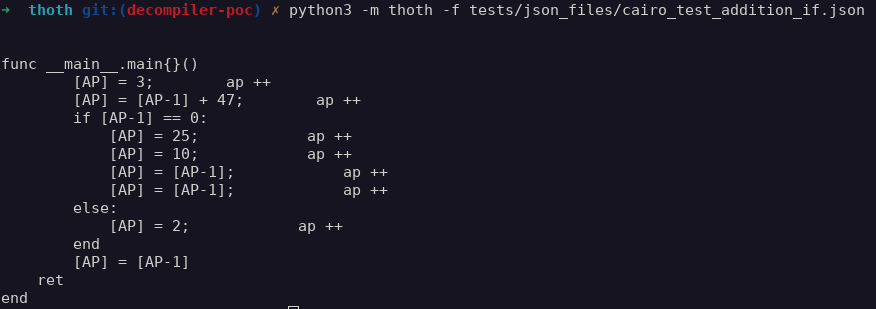 ➜  thoth git:(decompiler-poc) ✗ python3 -m thoth -f tests/json_files/cairo_test_addition_if.json
func __main__.main{}()
        [AP] = 3;        ap ++
        [AP] = [AP-1] + 47;        ap ++
        if [AP-1] == 0:
            [AP] = 25;            ap ++
            [AP] = 10;            ap ++
            [AP] = [AP-1];            ap ++
            [AP] = [AP-1];            ap ++
        else:
            [AP] = 2;            ap ++
        end
        [AP] = [AP-1]
    ret
end